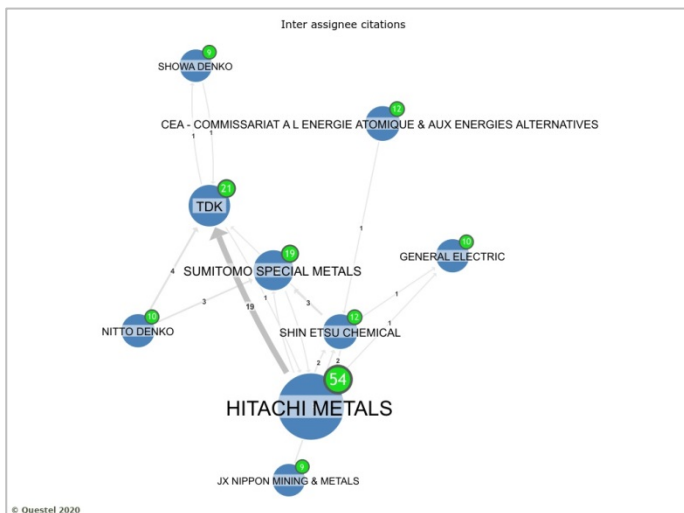 Inter assignee citations
9
SHOWA DENKO
12
CEA - COMMISSARIAT A L ENERGIE ATOMIQUE & AUX ENERGIES ALTERNATIVES
1
1
21
TDK
1
19
10
SUMITOMO SPECIAL METALS
GENERAL ELECTRIC
4
1
1
3
3
19
10
12
NITTO DENKO
SHIN ETSU CHEMICAL
1
2
2
54
HITACHI METALS
9
JX NIPPON MINING & METALS
© Questel 2020